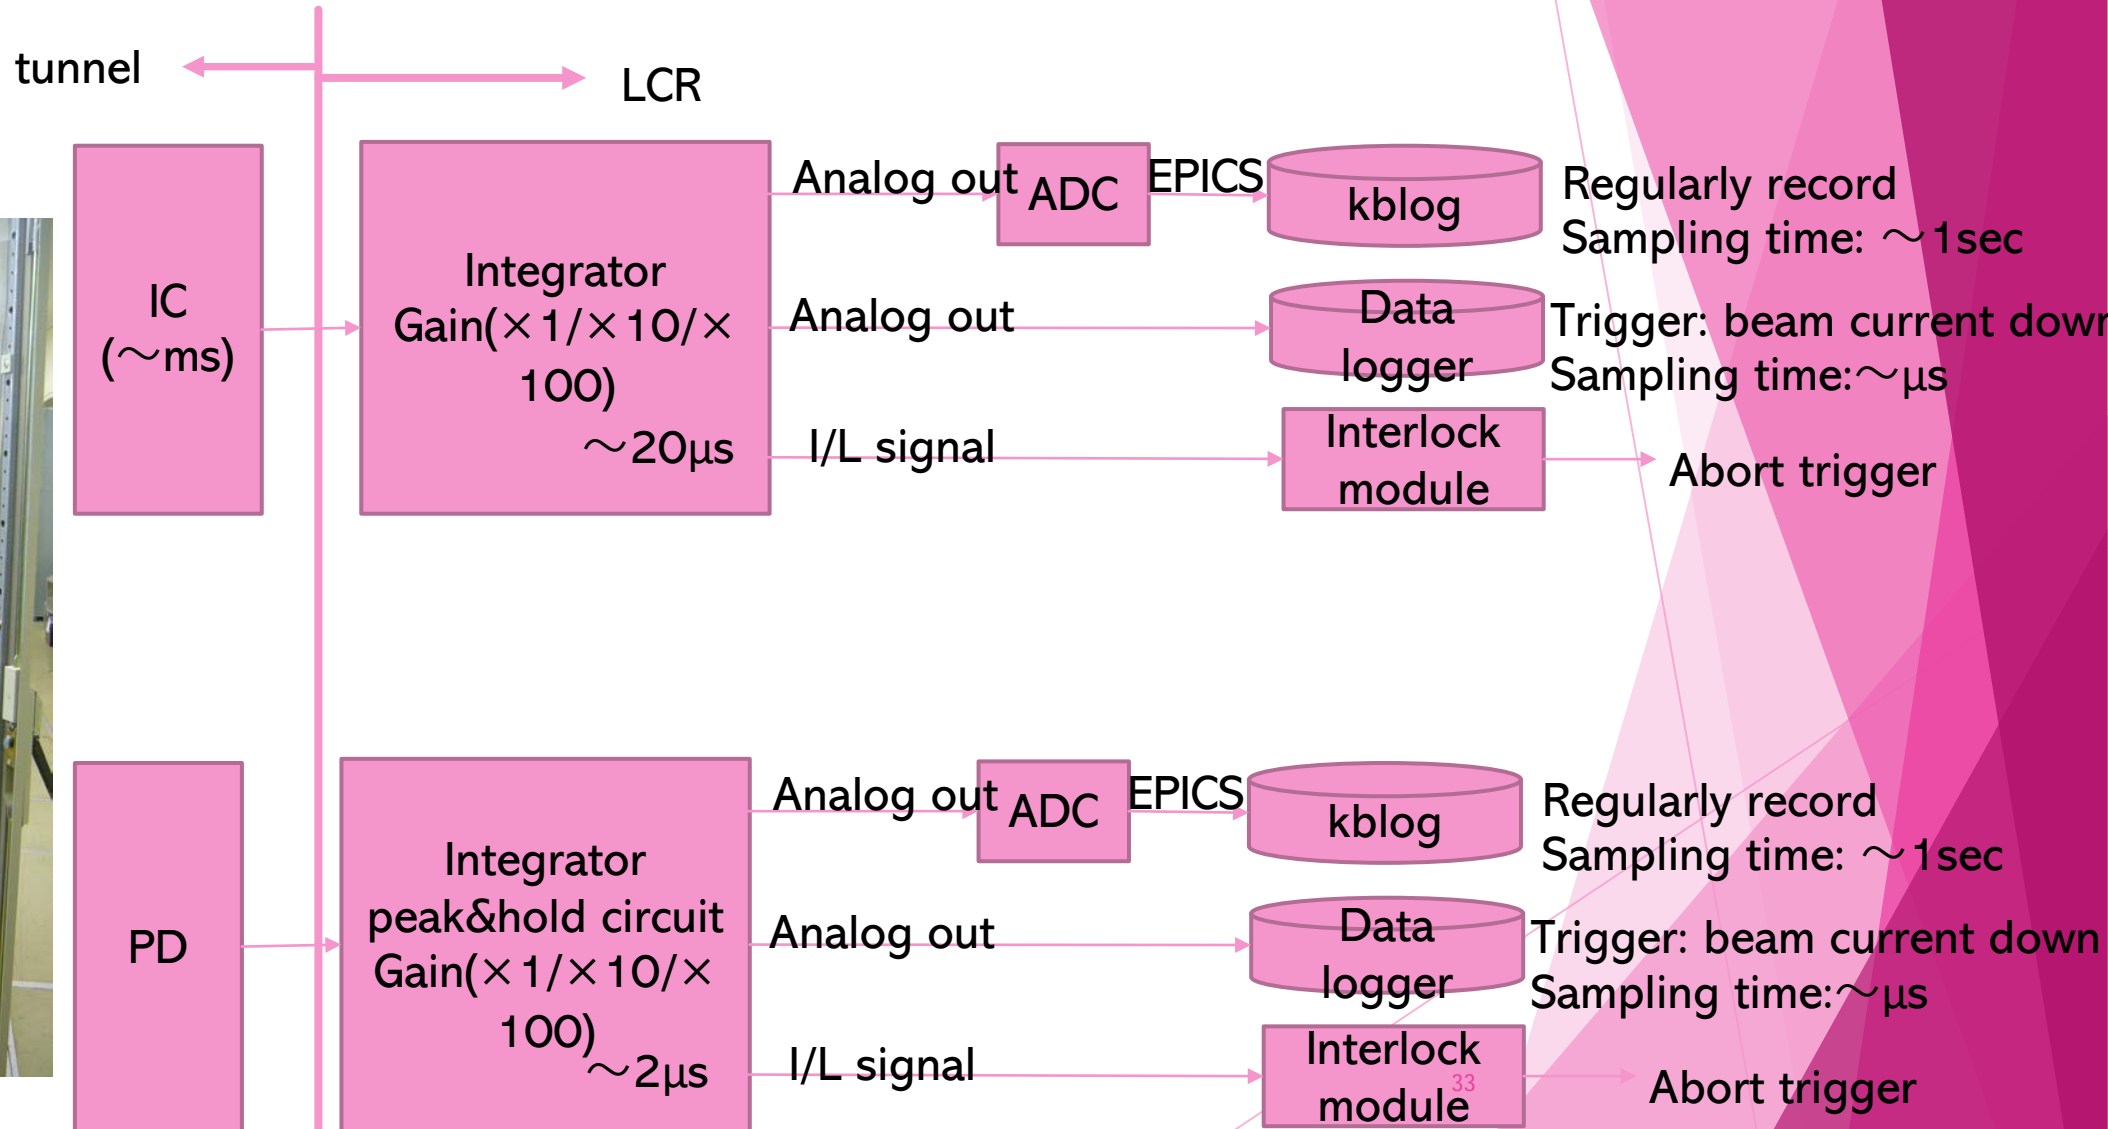 tunnel
LCR
IC
(～ms)
Integrator
Gain(×1/×10/×
100)
～20μs
Analog out
ADC
EPICS
kblog
Regularly record
Sampling time: ～1sec
Analog out
Data
logger
Trigger: beam current down
Sampling time:～μs
I/L signal
Interlock
module
Abort trigger
PD
Integrator
peak&hold circuit
Gain(×1/×10/×
100)
～2μs
Analog out
ADC
EPICS
kblog
Regularly record
Sampling time: ～1sec
Analog out
Data
logger
Trigger: beam current down
Sampling time:～μs
I/L signal
Interlock
module
33
Abort trigger